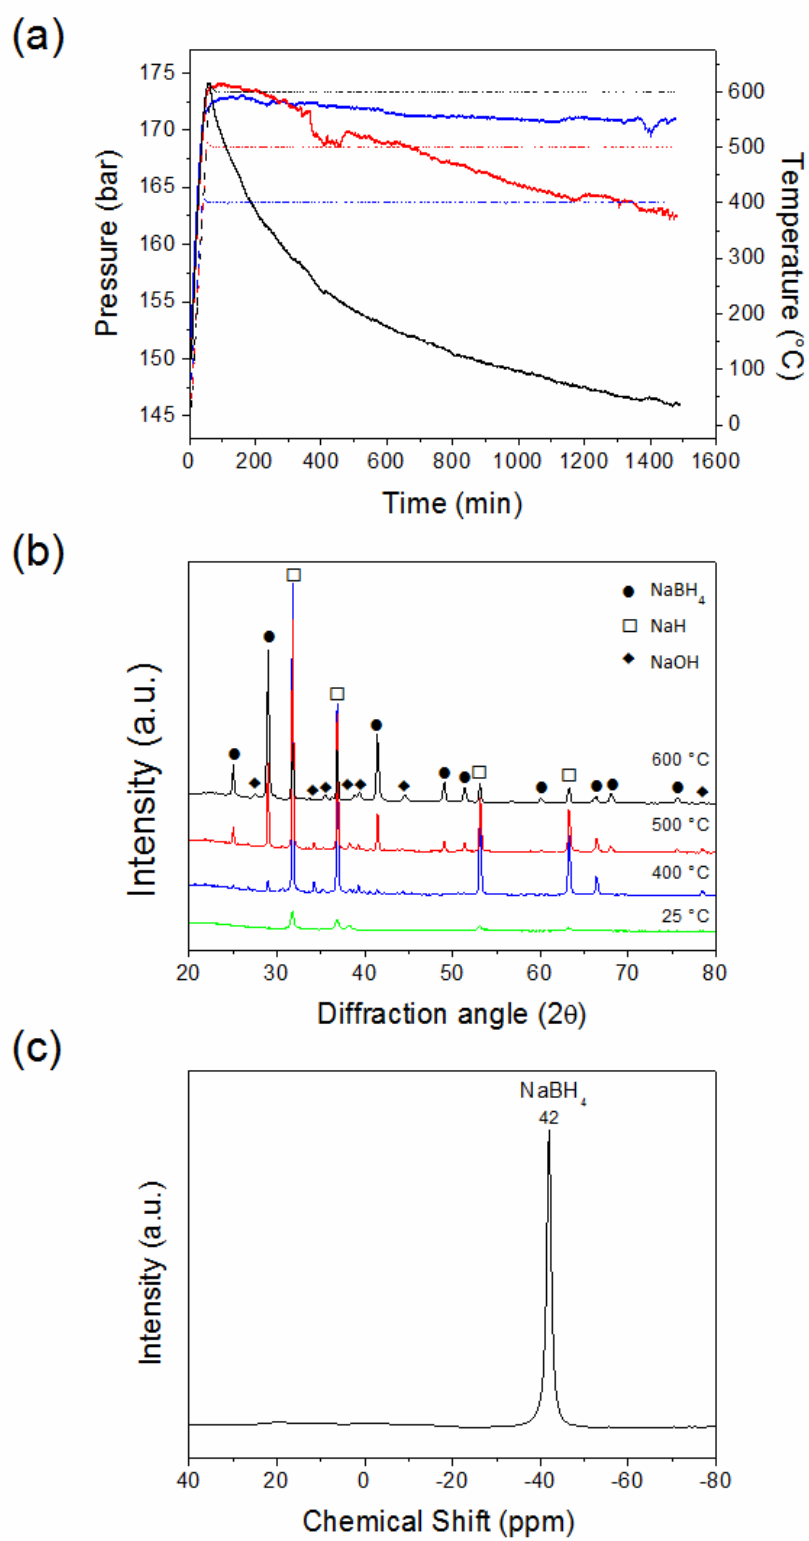 (a)
175
170
165
160
155
150
145
Pressure (bar)
600
500
400
300
200
100
0
Temperature (°C)
0 200 400 600 800 1000 1200 1400 1600
Time (min)
(b)
NaBH4
NaH
NaOH
600 °C
500 °C
400 °C
25 °C
Intensity (a.u.)
20 30 40 50 60 70 80
Diffraction angle (2θ)
(c)
NaBH4
42
Intensity (a.u.)
40 20 0 -20 -40 -60 -80
Chemical Shift (ppm)